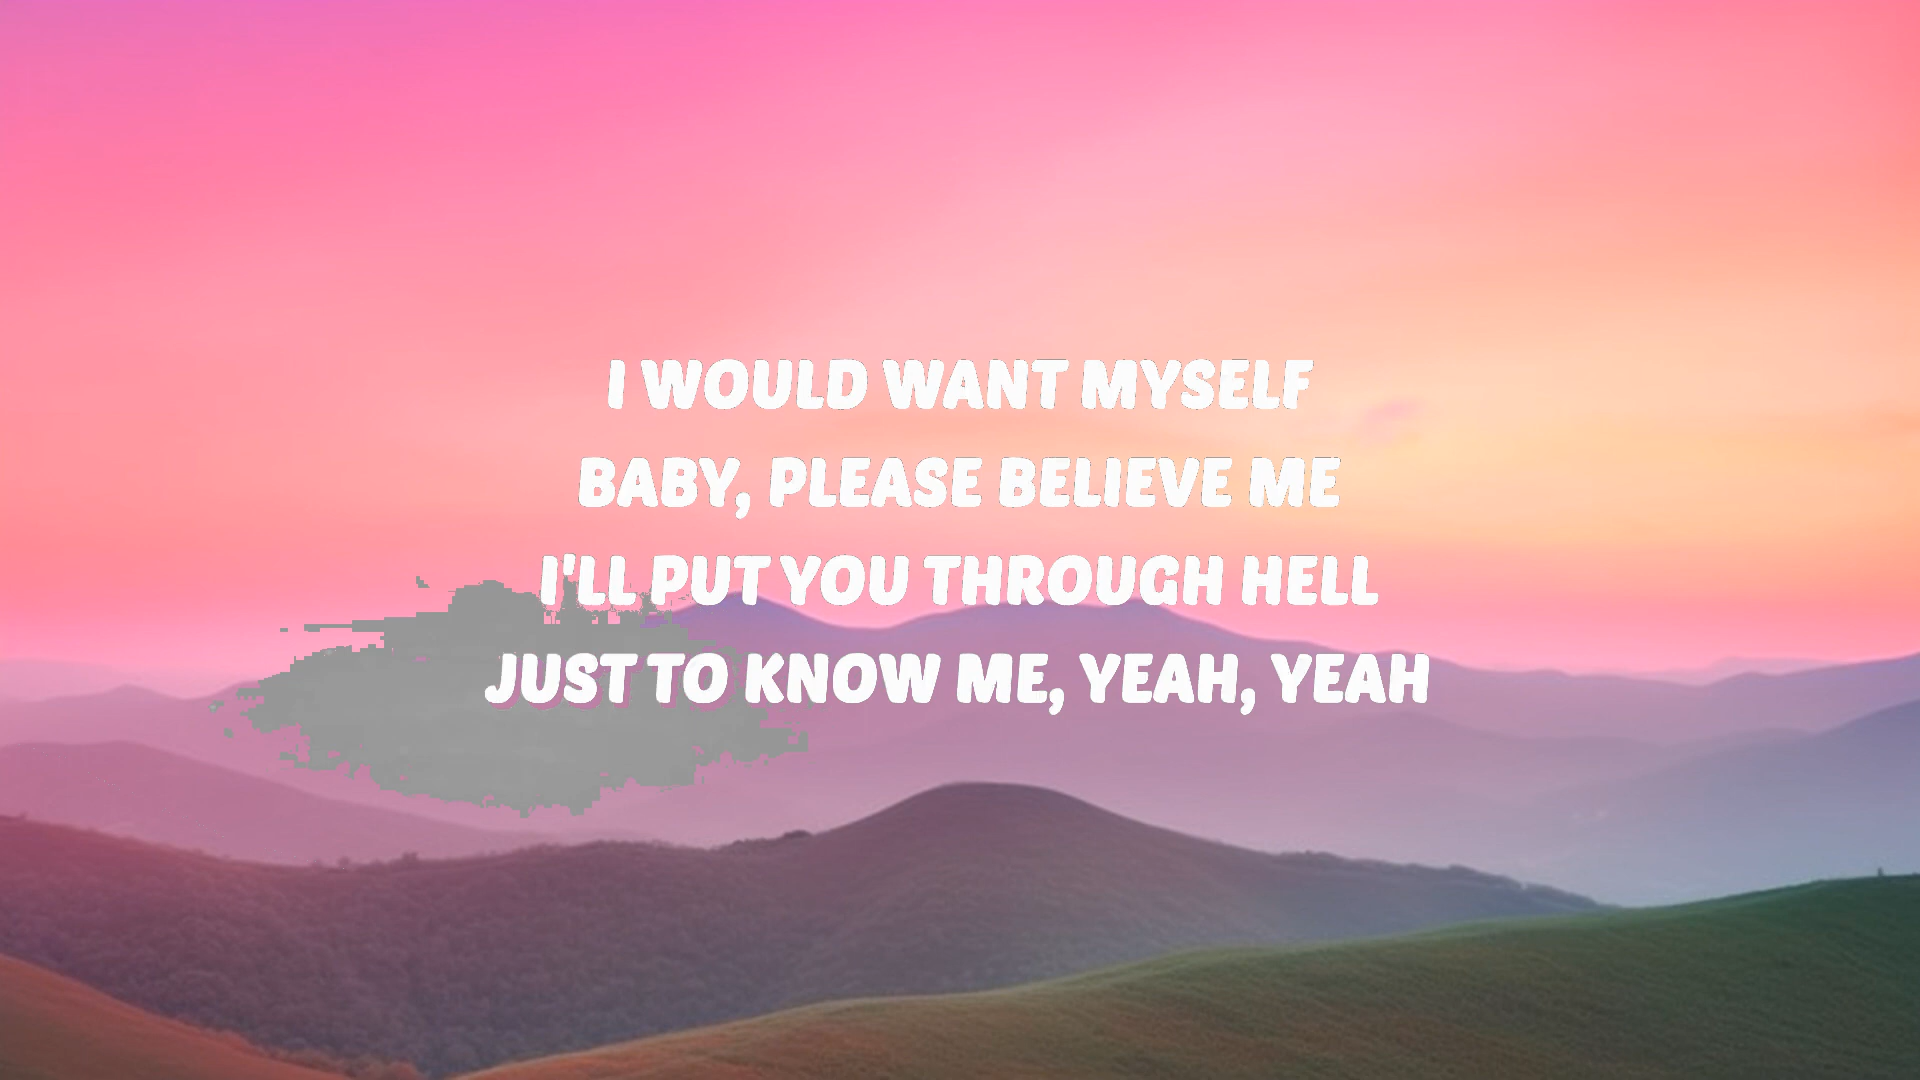 I WOULD WANT MYSELF
BABY, PLEASE BELIEVE ME
I'LL PUT YOU THROUGH HELL
JUST TO KNOW ME, YEAH, YEAH